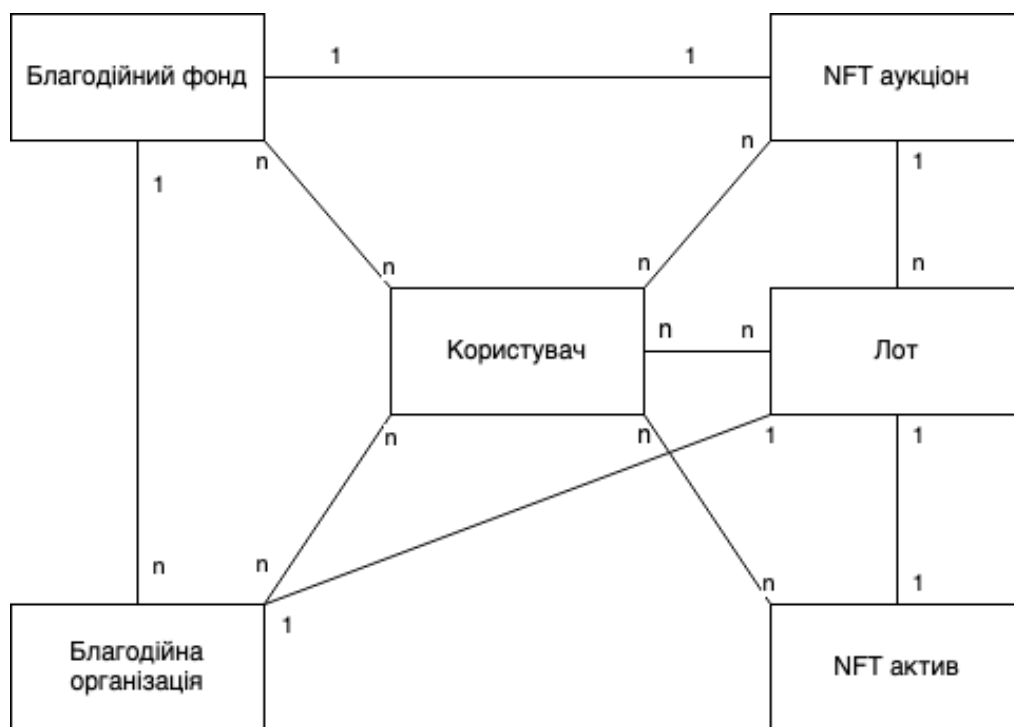 Благодійний фонд
1
1
NFT аукціон
n
n
1
1
n
n
n
Користувач
n
n
Лот
n
n
1
1
n
n
n
1
1
Благодійна
організація
NFT актив